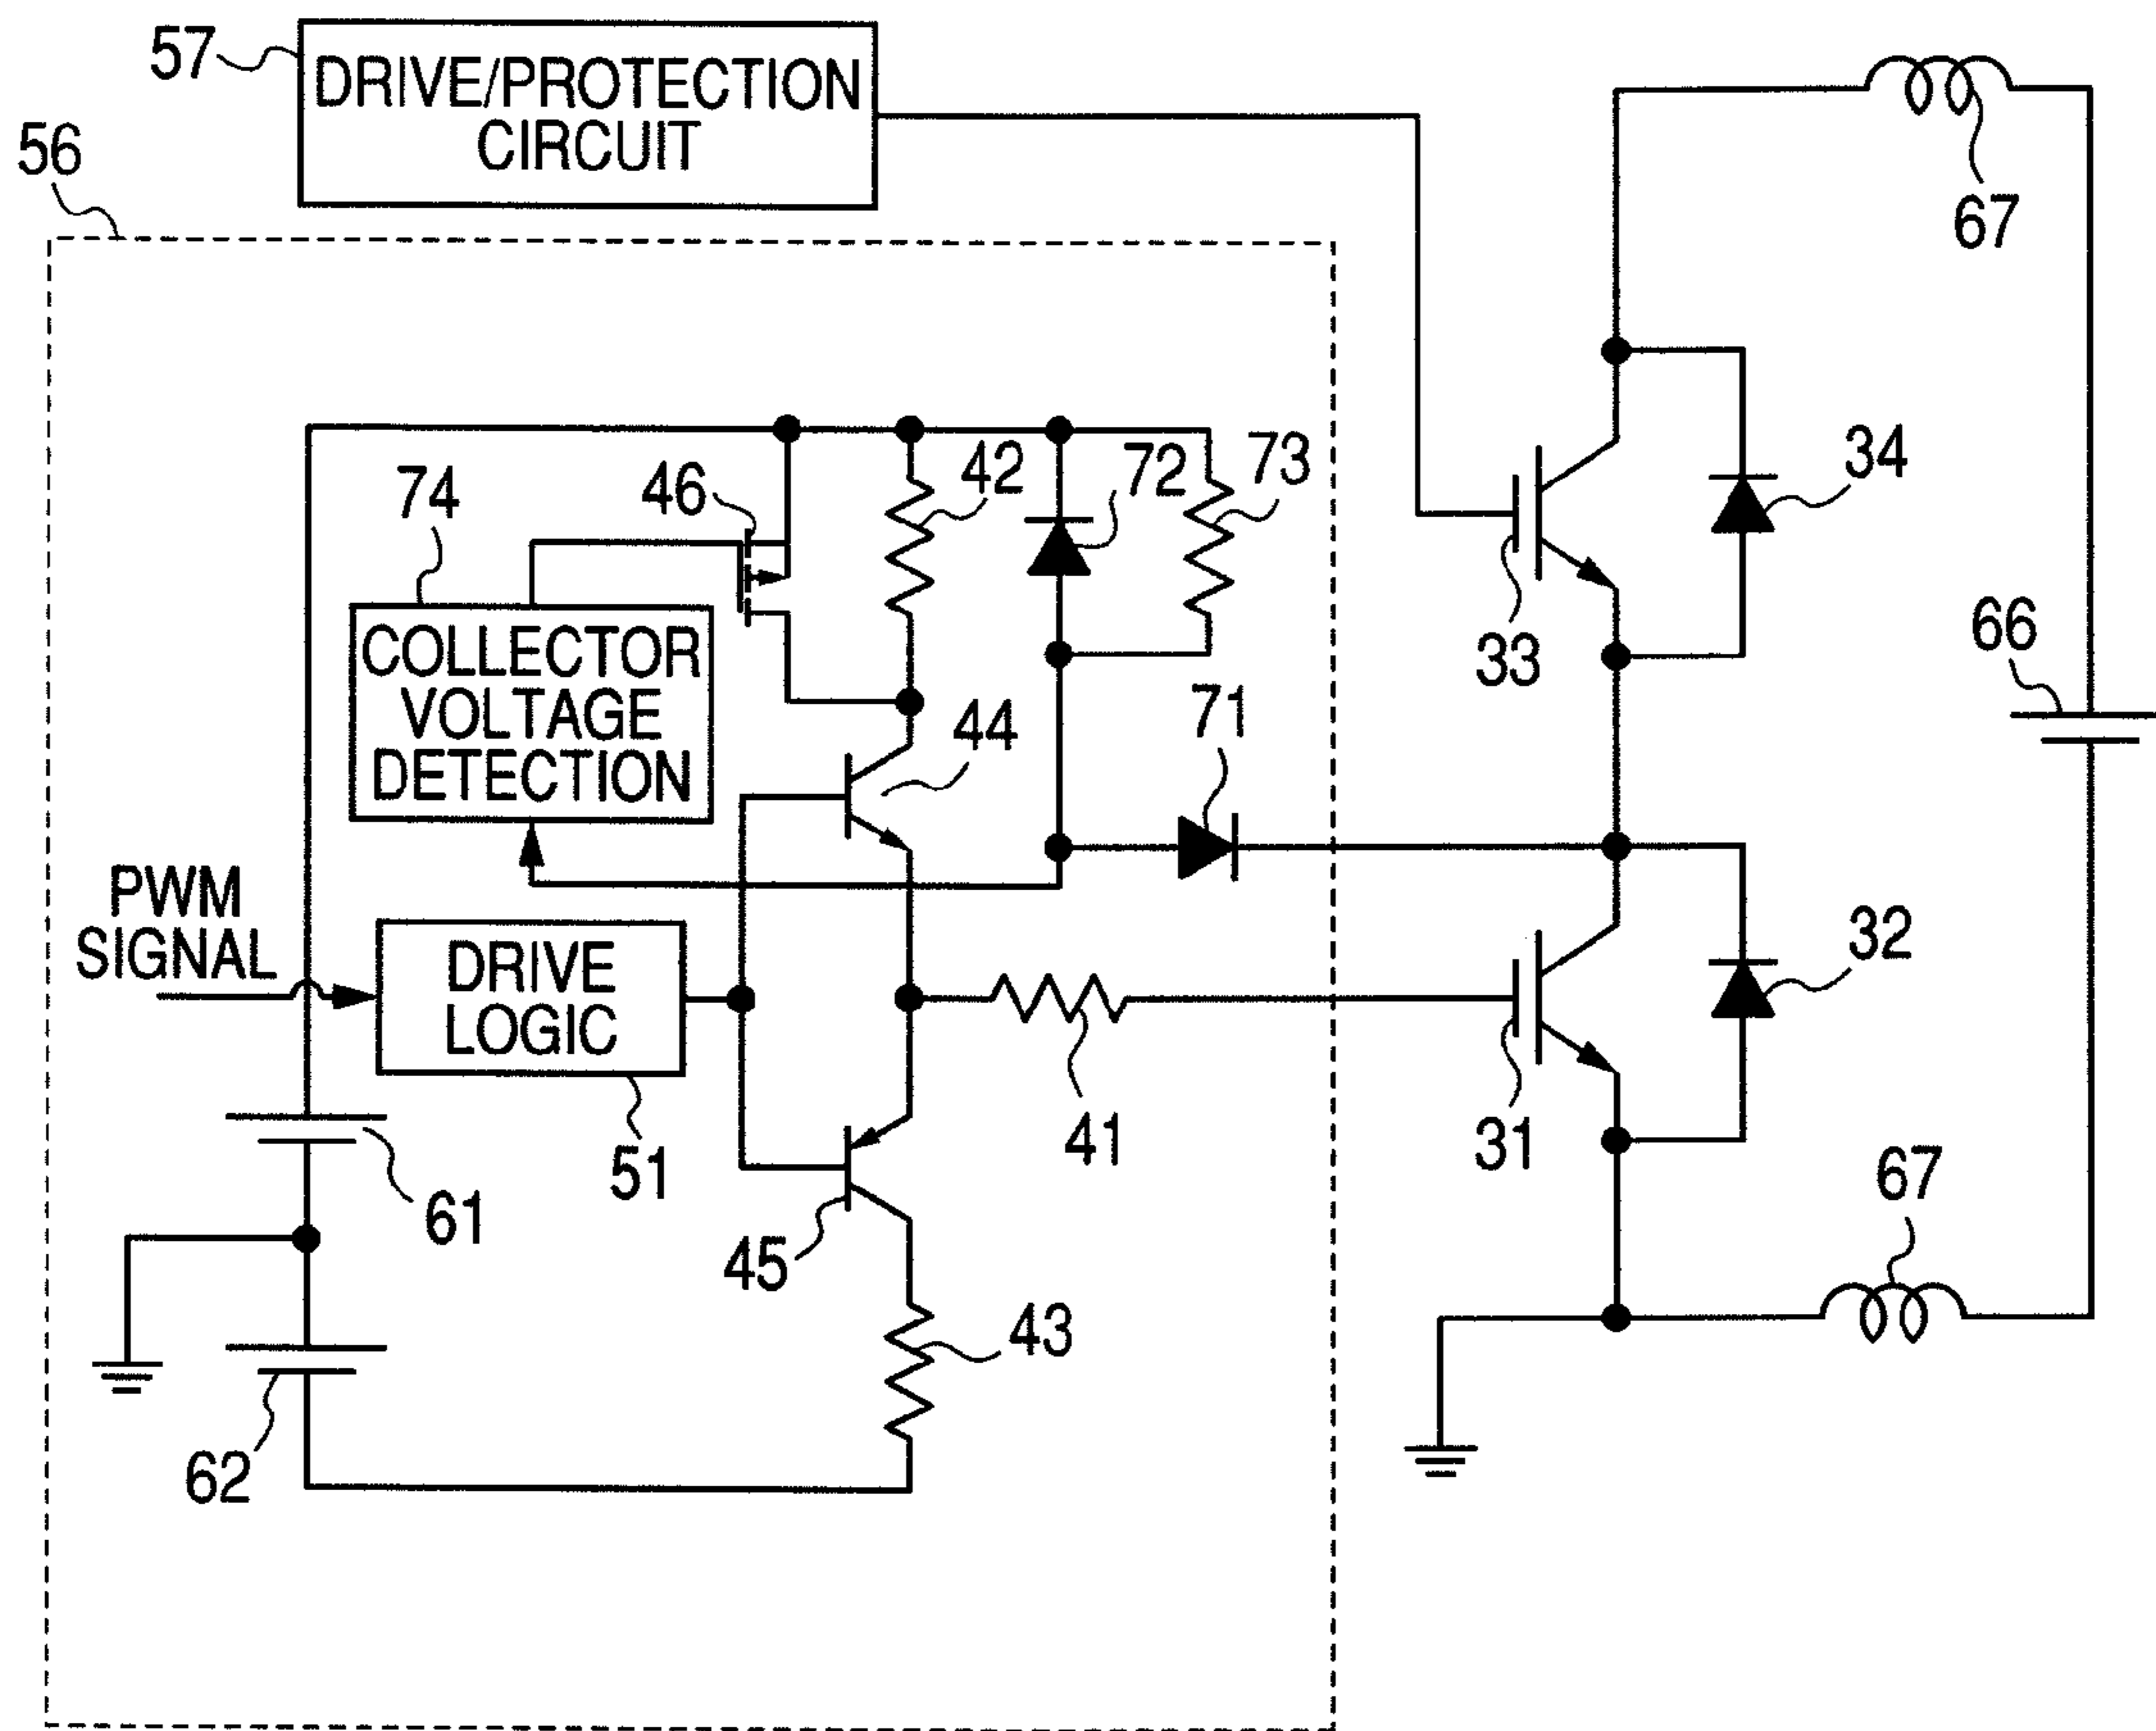 57
DRIVE/PROTECTION
CIRCUIT
56
67
74
46
42
72
73
34
COLLECTOR
VOLTAGE
DETECTION
33
66
44
71
PWM
SIGNAL
DRIVE
LOGIC
32
51
41
31
61
45
67
43
62